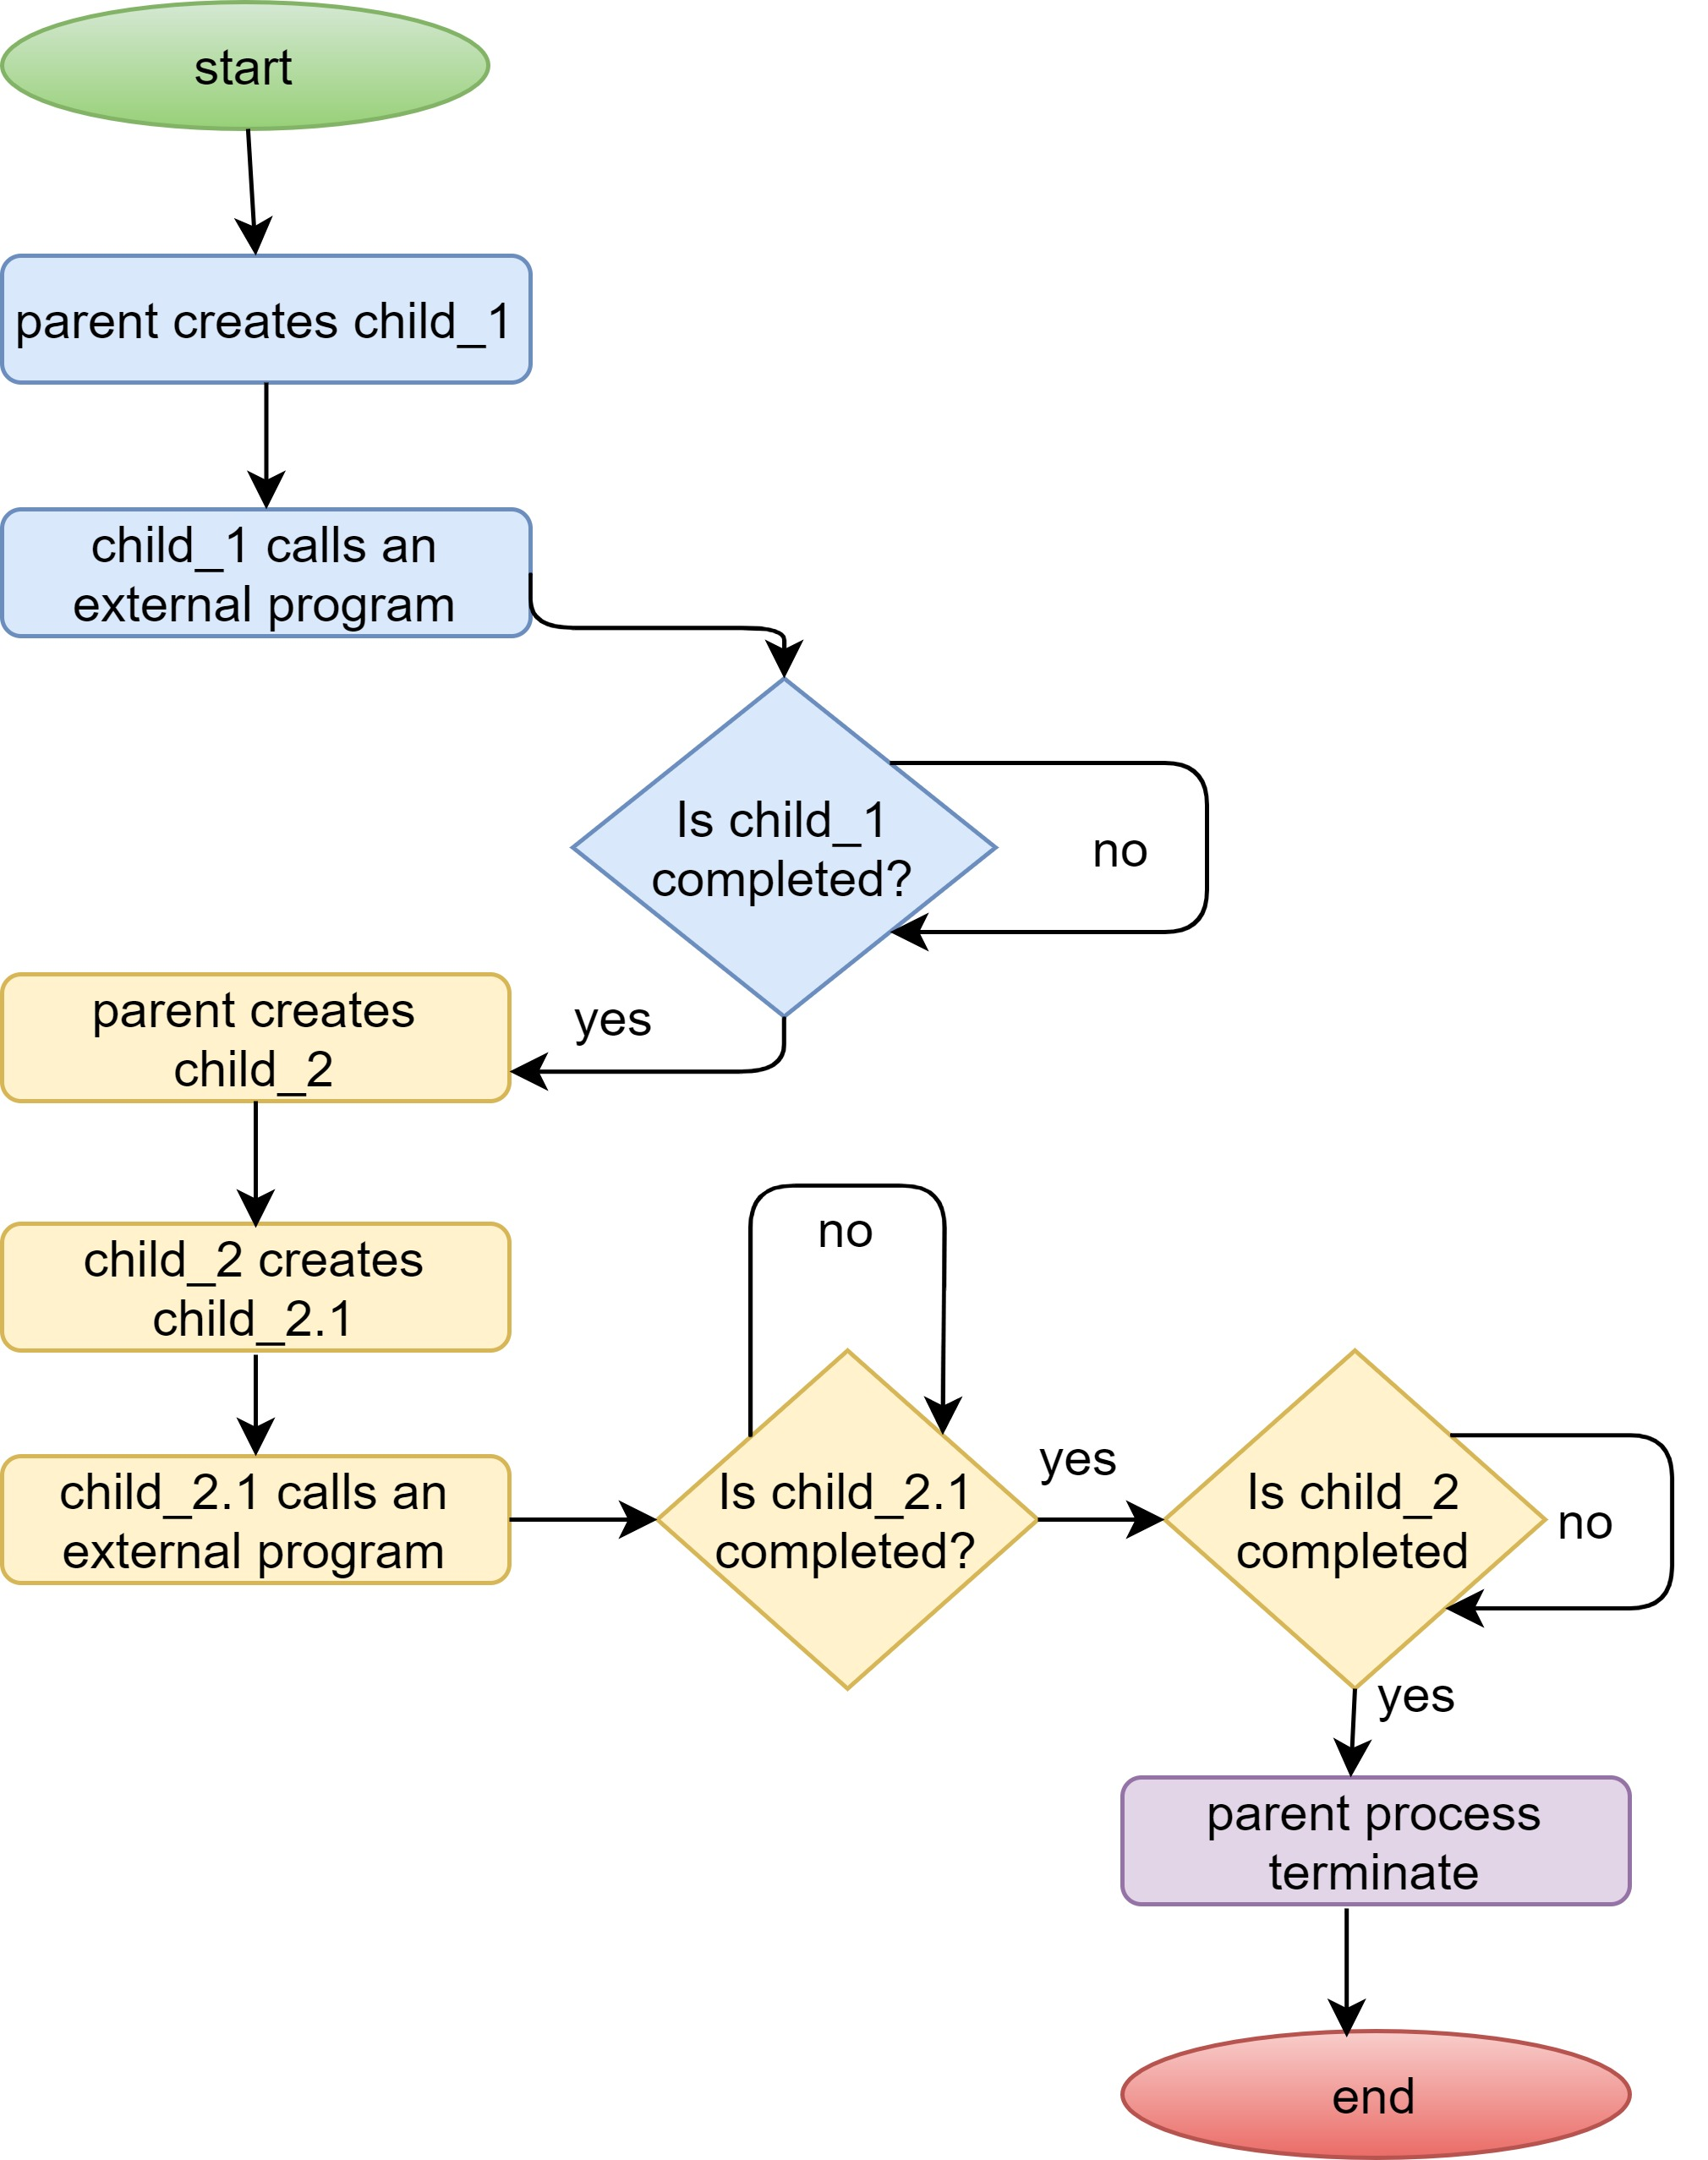 start
parent creates child_1
child_1 calls an
external program
Is child_1
completed?
no
yes
parent creates
child_2
child_2 creates
child_2.1
no
child_2.1 calls an
external program
Is child_2.1
completed?
yes
Is child_2
completed
no
yes
parent process
terminate
end